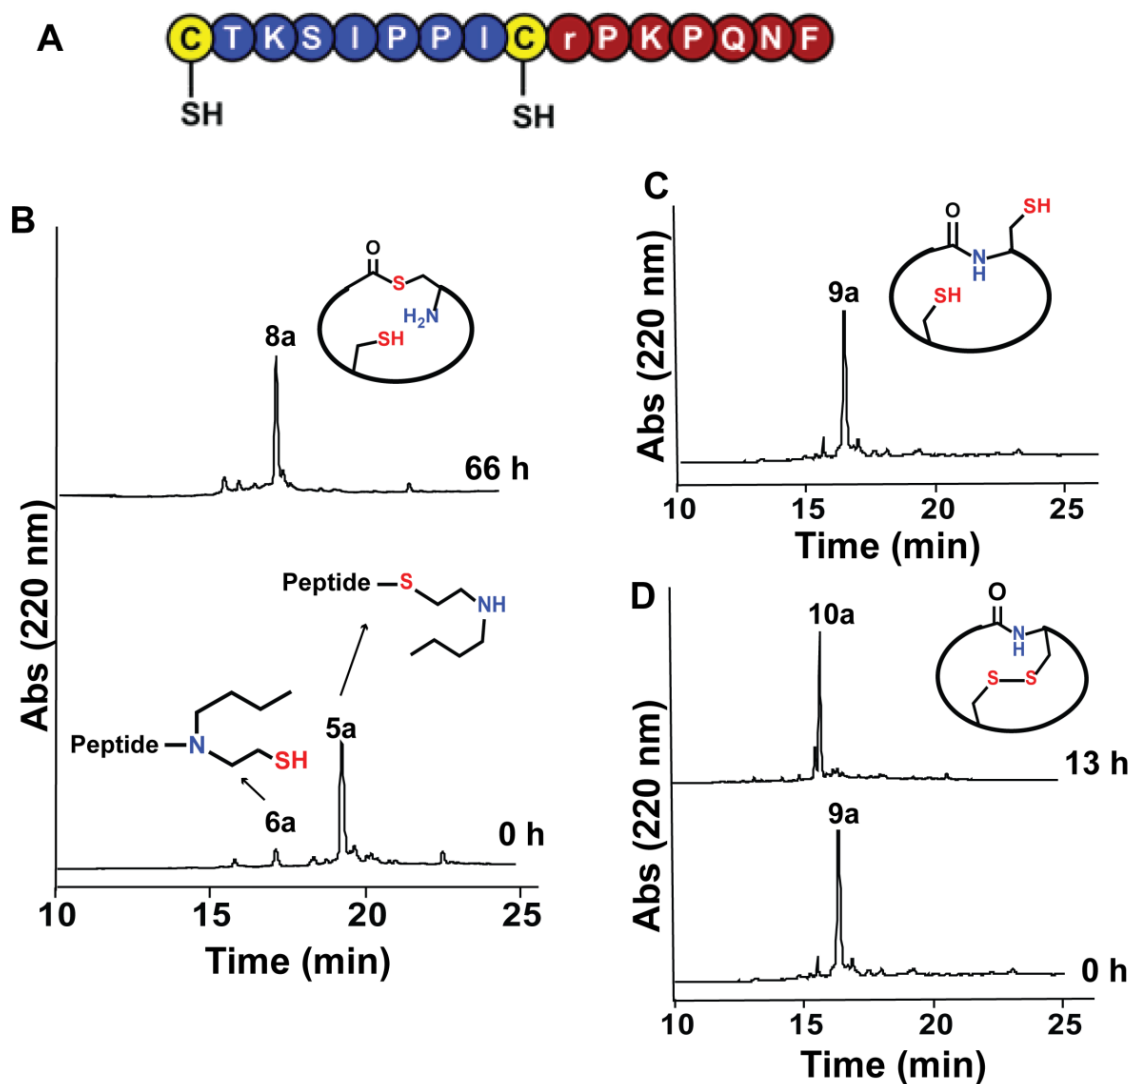 A
C T K S I P P I C r P K P Q N F
SH SH
B
Abs (220 nm)
O
S
H2N
SH
8a
66 h
Peptide S
NH
Peptide N
SH
5a
6a
0 h
10 15 20 25
Time (min)
C
Abs (220 nm)
O
SH
N
H
SH
9a
10 15 20 25
Time (min)
D
Abs (220 nm)
O
N
H
S S
10a
13 h
9a
0 h
10 15 20 25
Time (min)